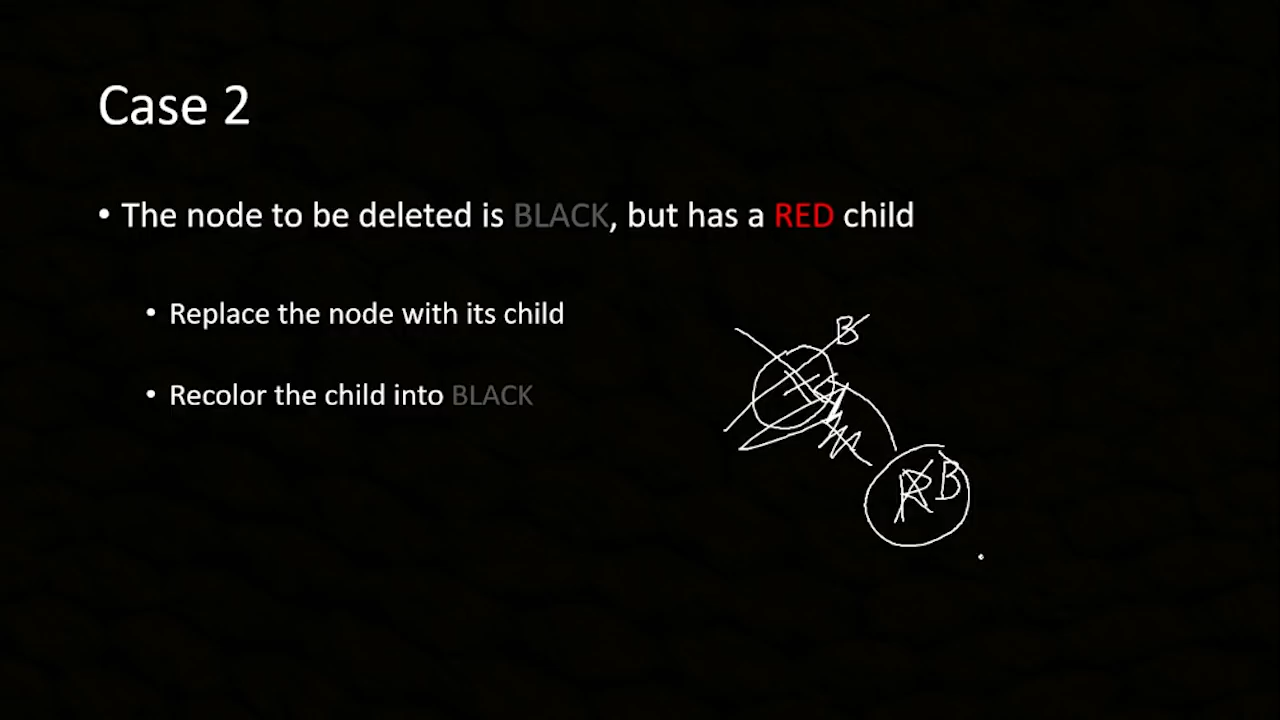 Case 2
• The node to be deleted is BLACK, but has a RED child
• Replace the node with its child
• Recolor the child into BLACK
B
R B